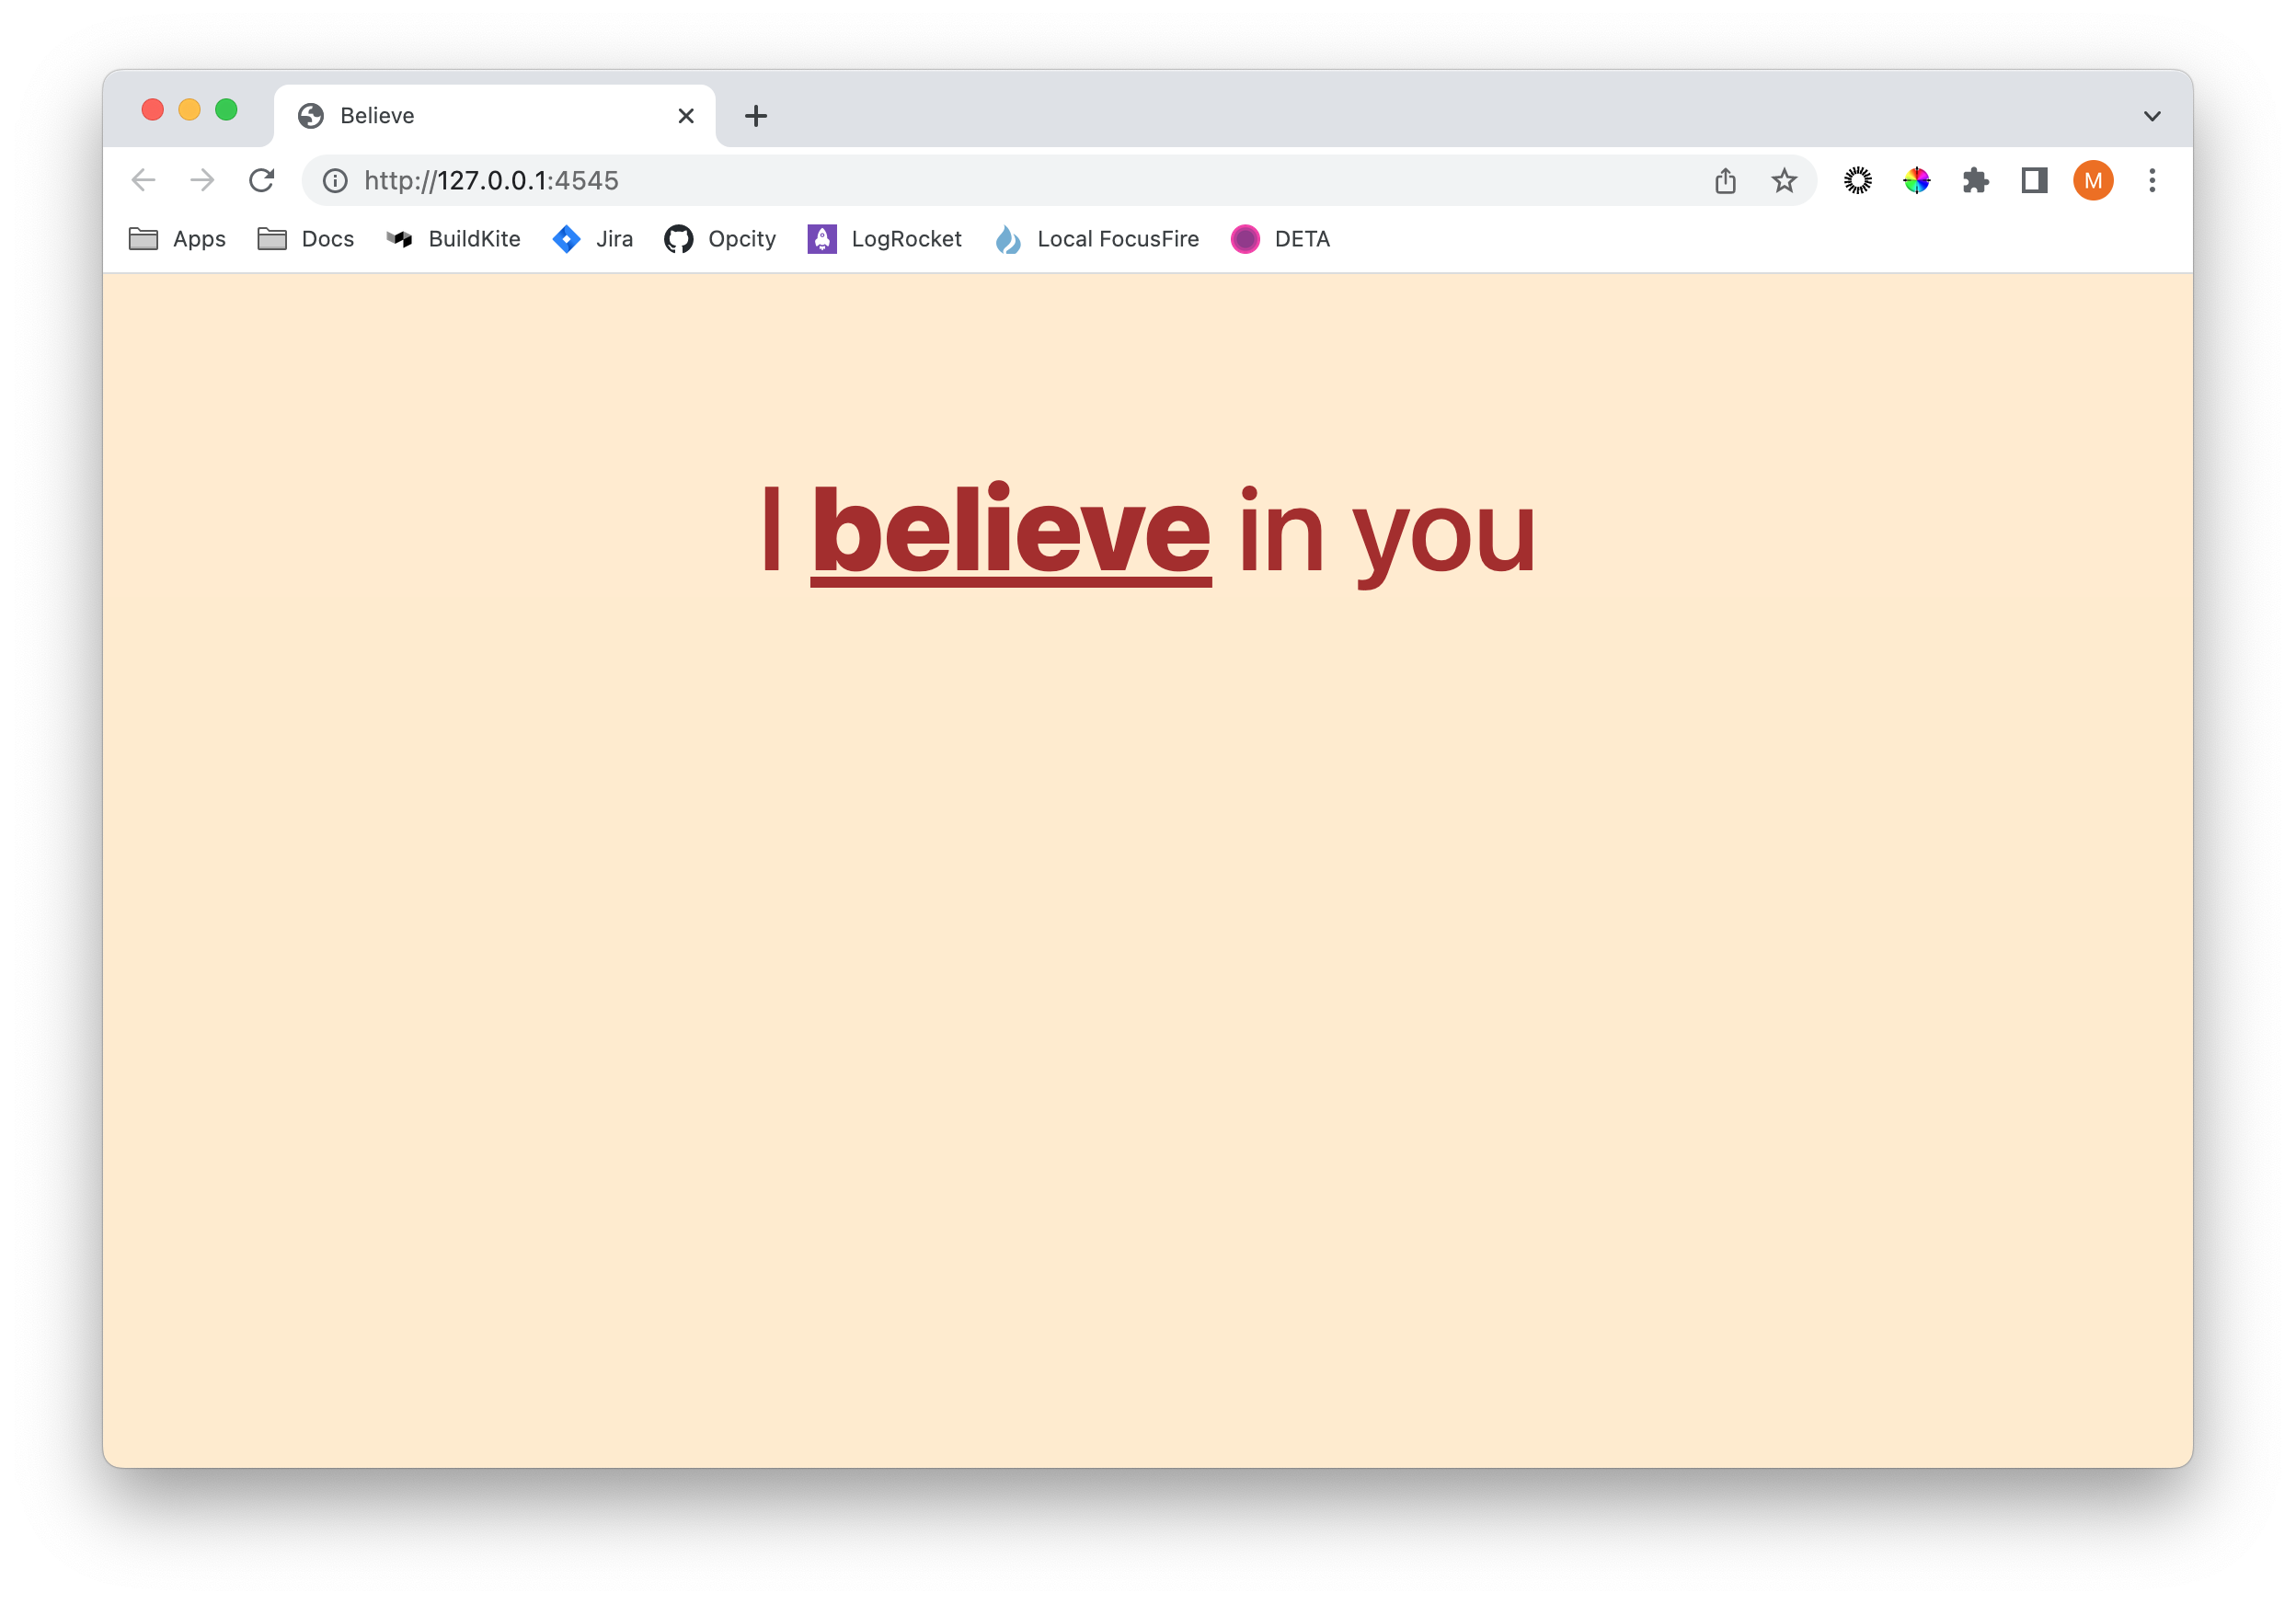 Believe
http://127.0.0.1:4545
M
Apps Docs BuildKite Jira Opcity LogRocket Local FocusFire DETA
I believe in you